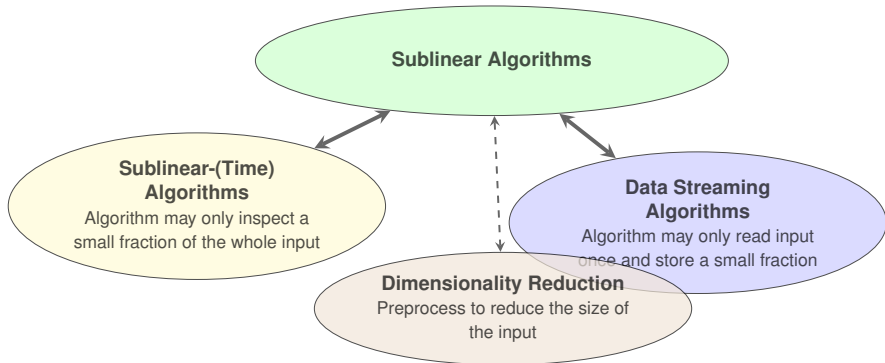 Sublinear Algorithms
Sublinear-(Time)
Algorithms
Algorithm may only inspect a
small fraction of the whole input
Data Streaming
Algorithms
Algorithm may only read input
once and store a small fraction
Dimensionality Reduction
Preprocess to reduce the size of
the input